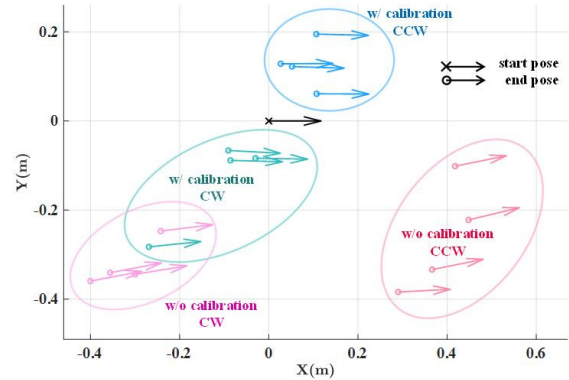 w/ calibration
CCW
start pose
end pose
w/ calibration
CW
w/o calibration
CCW
w/o calibration
CW
0.2
0
-0.2
-0.4
Y(m)
-0.4
-0.2
0
0.2
0.4
0.6
X(m)